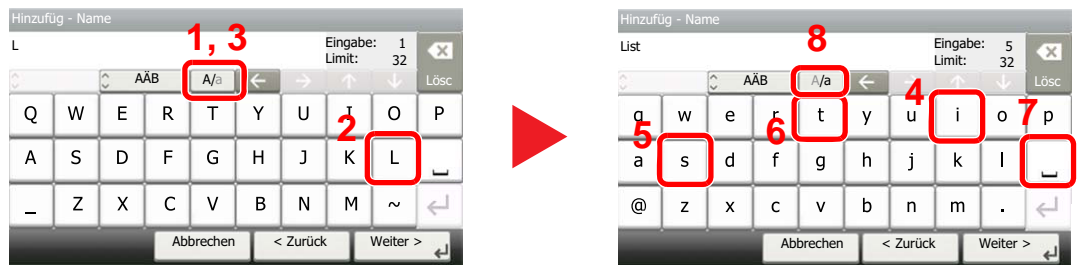 Hinzufüg - Name
L
Eingabe: 1
Limit: 32
1, 3
AÄB
A/a
Lösc
Q W E R T Y U I O P
2
A S D F G H J K L
_ Z X C V B N M ~
Abbrechen
< Zurück
Weiter >
Hinzufüg - Name
List
Eingabe: 5
Limit: 32
8
AÄB
A/a
Lösc
4
7
q w e r t y u i o p
5
6
a s d f g h j k l
@ z x c v b n m .
Abbrechen
< Zurück
Weiter >